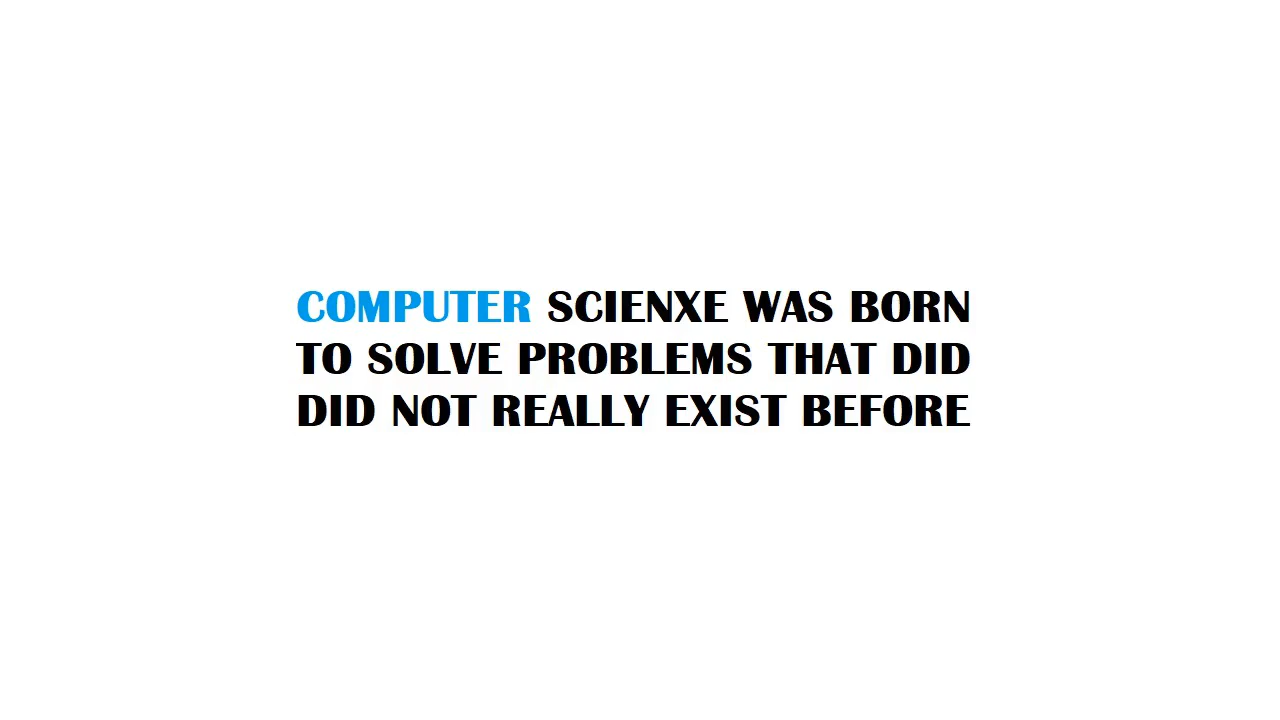 COMPUTER SCIENXE WAS BORN
TO SOLVE PROBLEMS THAT DID
DID NOT REALLY EXIST BEFORE